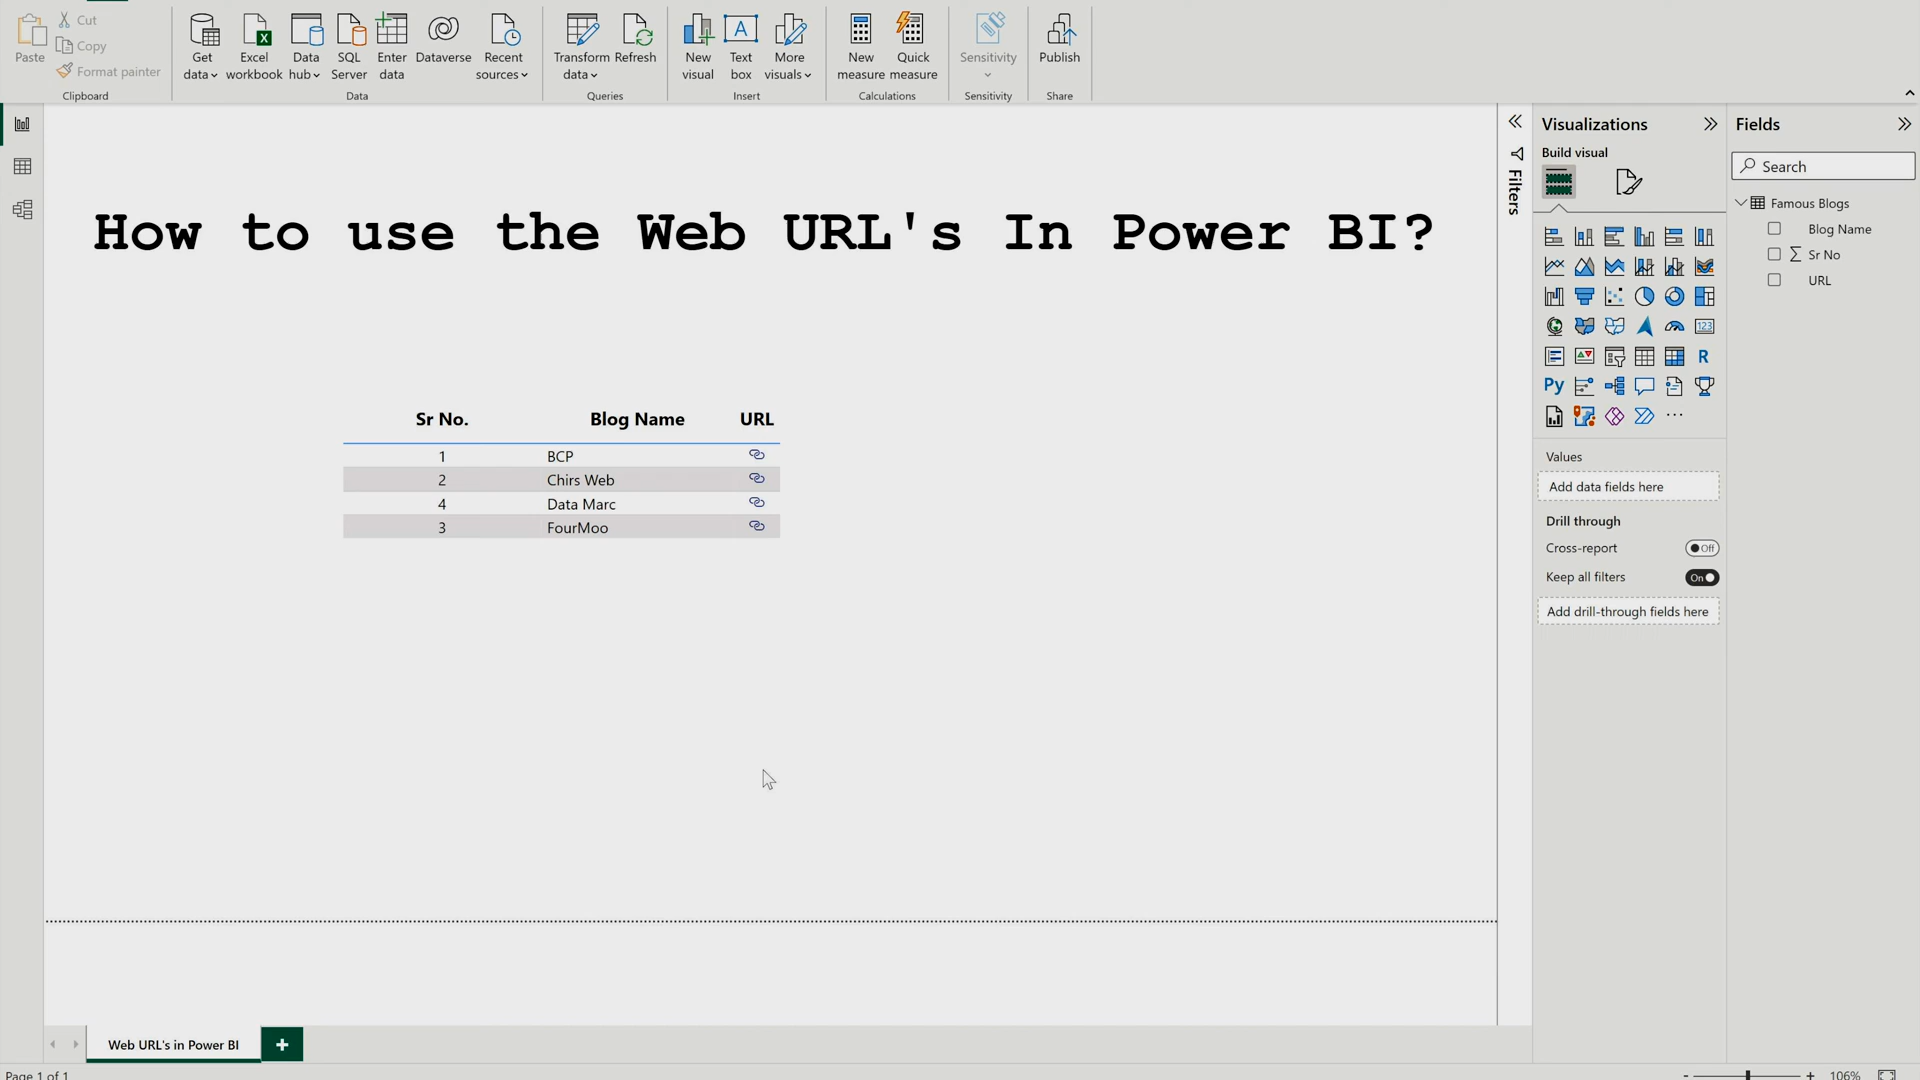 Paste
Cut
Copy
Format painter
Clipboard
Get data
Excel workbook
Data hub
SQL Server
Enter data
Dataverse
Recent sources
Data
Transform data
Refresh
Queries
New visual
Text box
More visuals
Insert
New measure
Quick measure
Calculations
Sensitivity
Sensitivity
Publish
Share
How to use the Web URL's In Power BI?
Sr No. Blog Name URL
1 BCP
2 Chirs Web
4 Data Marc
3 FourMoo
Filters
Visualizations
Build visual
123
R
Py
Values
Add data fields here
Drill through
Cross-report Off
Keep all filters On
Add drill-through fields here
Fields
Search
Famous Blogs
Blog Name
Sr No
URL
Web URL's in Power BI
Page 1 of 1
106%